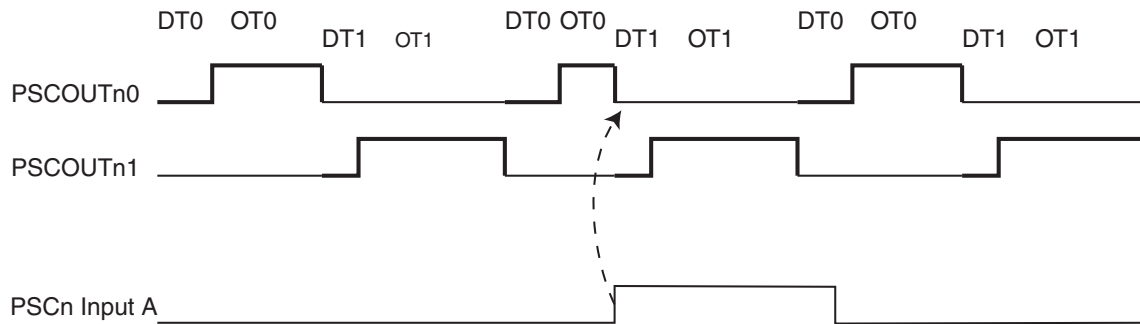 DT0 OT0 DT0 OT0 DT0 OT0
DT1 OT1 DT1 OT1 DT1 OT1
PSCOUTn0
PSCOUTn1
PSCn Input A